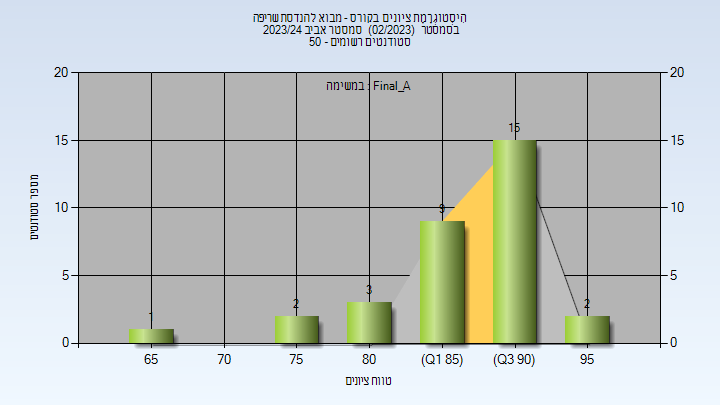 היסטוגרמת ציונים בקורס - מבוא להנדסת שריפה
בסמסטר (02/2023) סמסטר אביב 2023/24
סטודנטים רשומים - 50
במשימה : Final_A
20
15
10
5
0
20
15
10
5
0
מספר סטודנטים
1
2
3
9
15
2
65
70
75
80
(Q1 85)
(Q3 90)
95
טווח ציונים